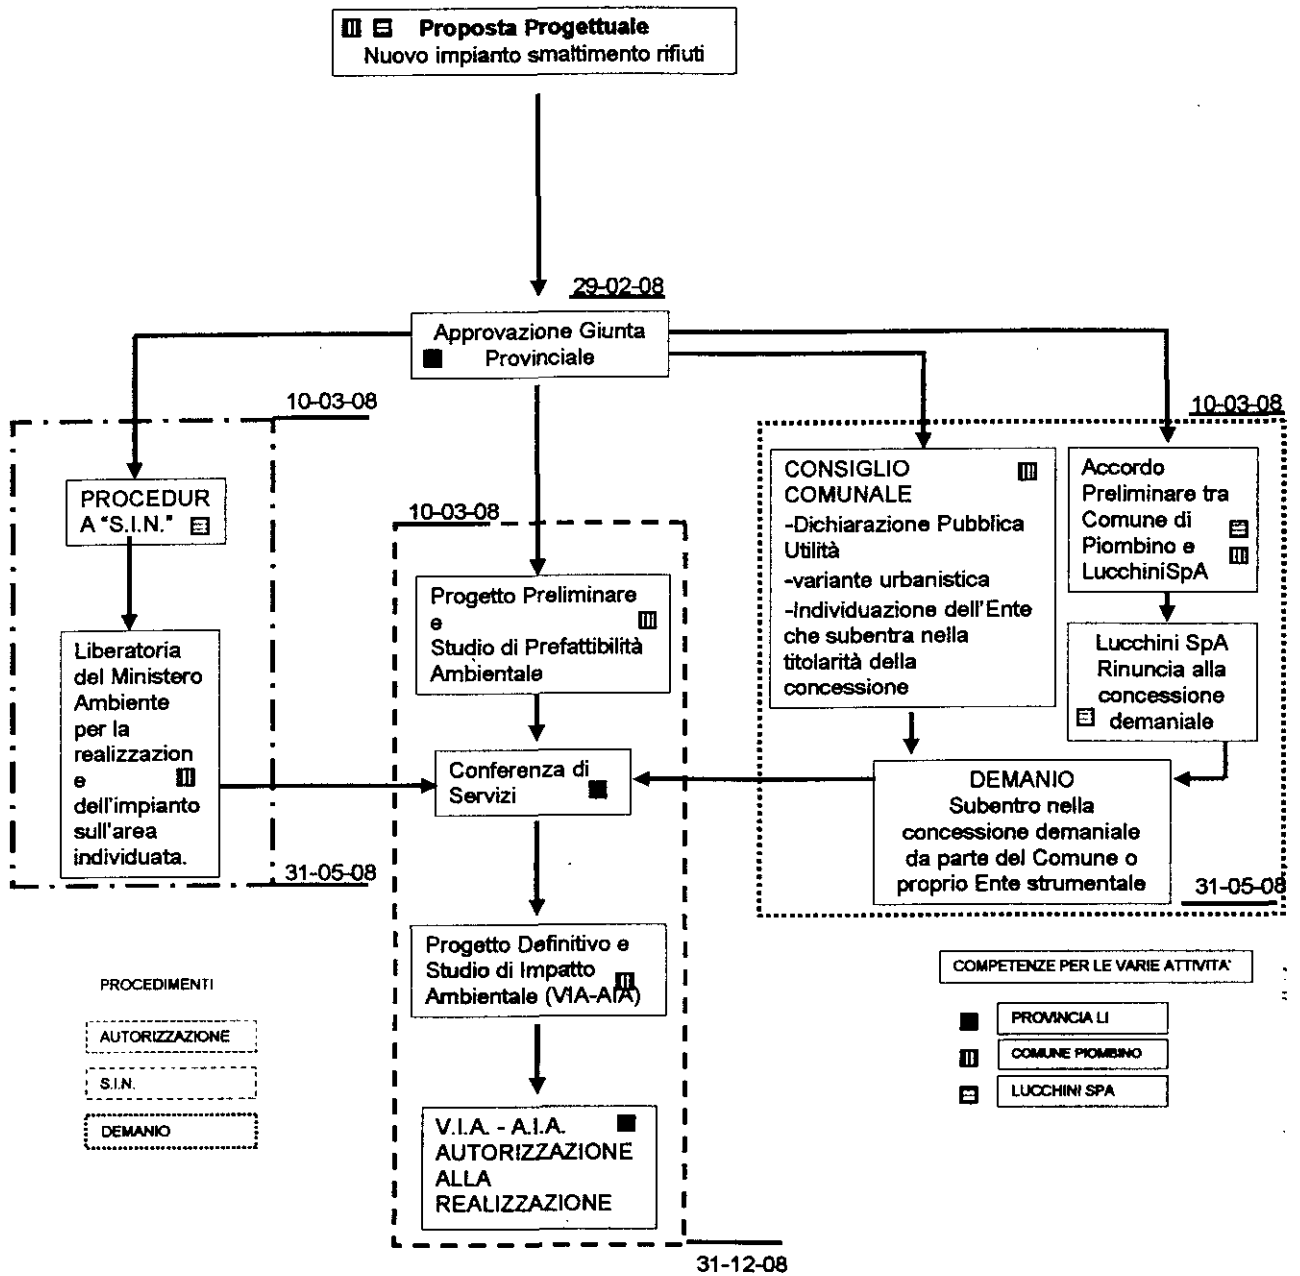 Proposta Progettuale
Nuovo impianto smaltimento rifiuti
29-02-08
Approvazione Giunta
Provinciale
10-03-08
PROCEDUR
A "S.I.N."
Liberatoria
del Ministero
Ambiente
per la
realizzazion
e
dell'impianto
sull'area
individuata.
31-05-08
10-03-08
Progetto Preliminare
e
Studio di Prefattibilità
Ambientale
Conferenza di
Servizi
Progetto Definitivo e
Studio di Impatto
Ambientale (VIA-AIA)
V.I.A. - A.I.A.
AUTORIZZAZIONE
ALLA
REALIZZAZIONE
31-12-08
10-03-08
CONSIGLIO
COMUNALE
-Dichiarazione Pubblica
Utilità
-variante urbanistica
-Individuazione dell'Ente
che subentra nella
titolarità della
concessione
Accordo
Preliminare tra
Comune di
Piombino e
LucchiniSpA
Lucchini SpA
Rinuncia alla
concessione
demaniale
DEMANIO
Subentro nella
concessione demaniale
da parte del Comune o
proprio Ente strumentale
31-05-08
PROCEDIMENTI
AUTORIZZAZIONE
S.I.N.
DEMANIO
COMPETENZE PER LE VARIE ATTIVITA'
PROVINCIA LI
COMUNE PIOMBINO
LUCCHINI SPA